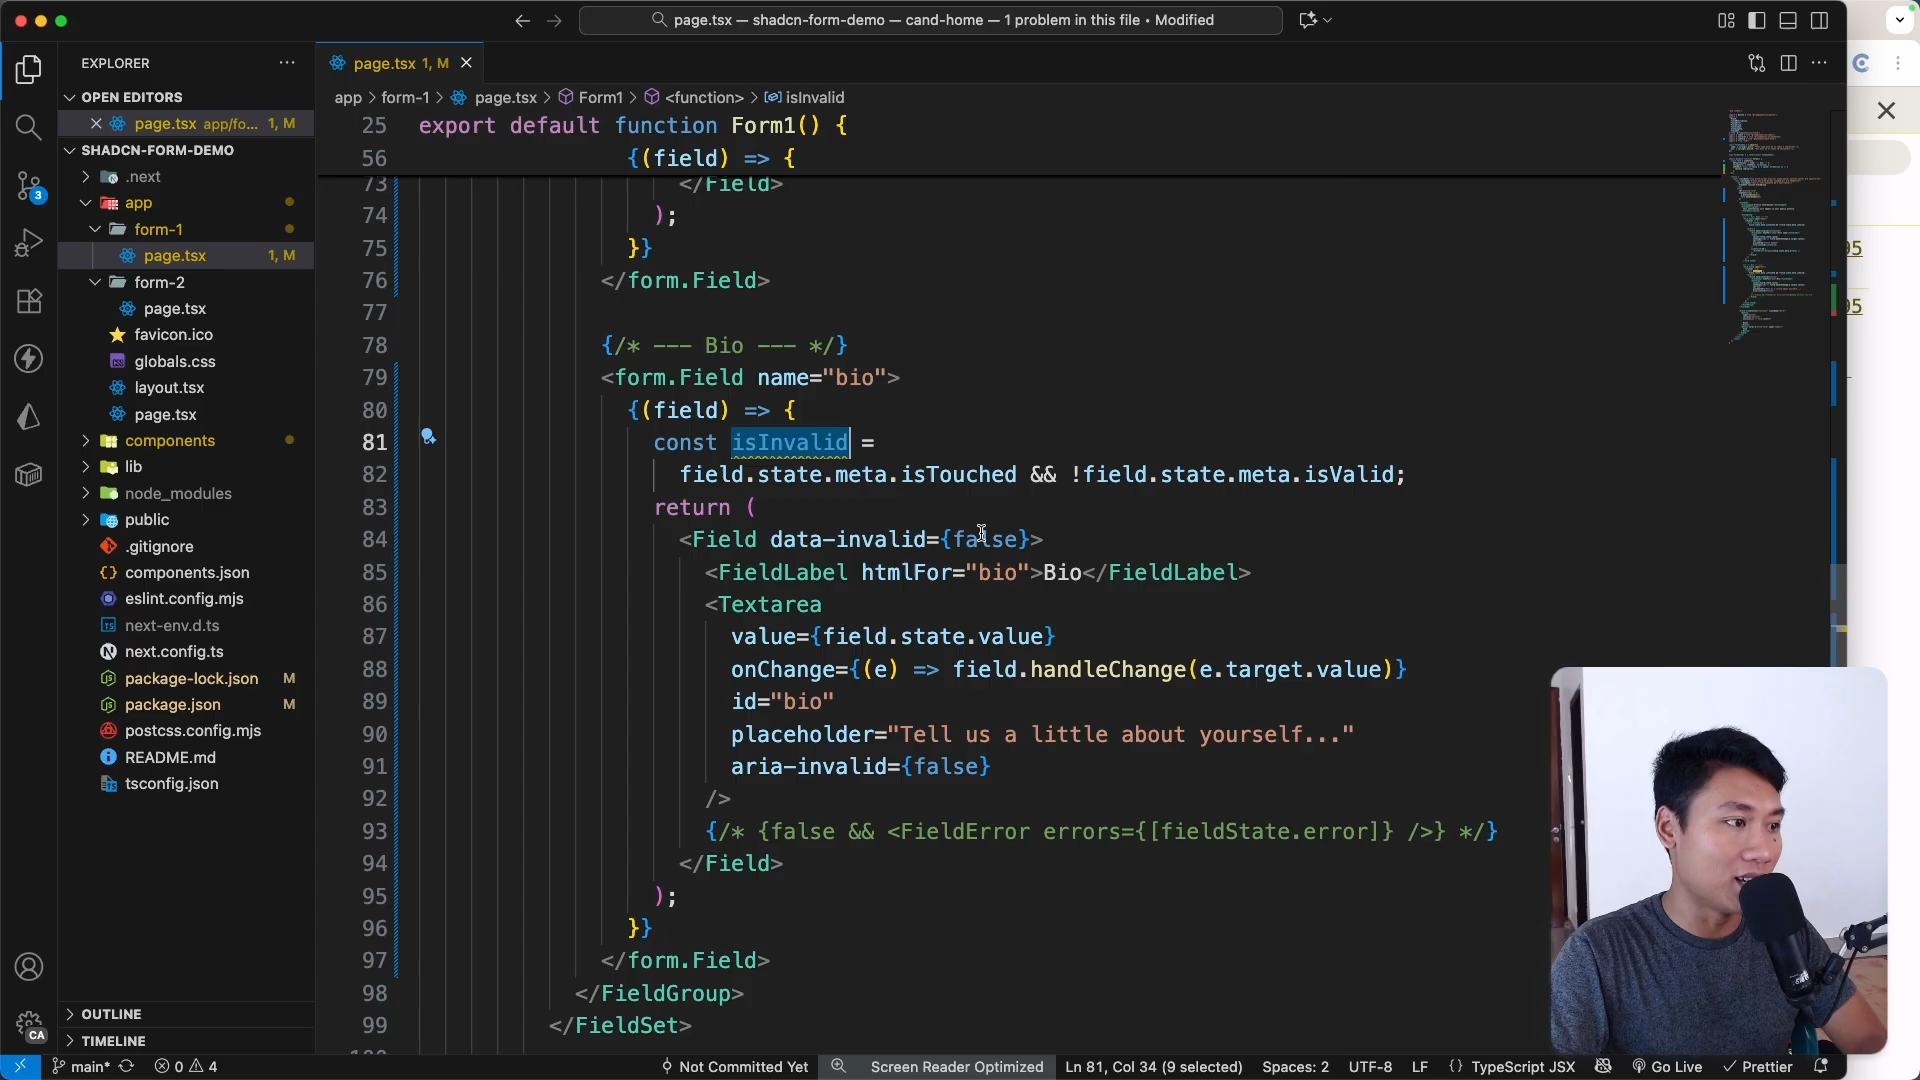 page.tsx — shadcn-form-demo — cand-home — 1 problem in this file • Modified
EXPLORER
OPEN EDITORS
page.tsx app/fo... 1, M
SHADCN-FORM-DEMO
.next
app
form-1
page.tsx 1, M
form-2
page.tsx
favicon.ico
globals.css
layout.tsx
page.tsx
components
lib
node_modules
public
.gitignore
components.json
eslint.config.mjs
next-env.d.ts
next.config.ts
package-lock.json M
package.json M
postcss.config.mjs
README.md
tsconfig.json
OUTLINE
TIMELINE
3
CA
page.tsx 1, M
app > form-1 > page.tsx > Form1 > <function> > isInvalid
25 export default function Form1() {
56 {(field) => {
73 </Field>
74 );
75 }}
76 </form.Field>
77
78 {/* --- Bio --- */}
79 <form.Field name="bio">
80 {(field) => {
81 const isInvalid =
82 field.state.meta.isTouched && !field.state.meta.isValid;
83 return (
84 <Field data-invalid={false}>
85 <FieldLabel htmlFor="bio">Bio</FieldLabel>
86 <Textarea
87 value={field.state.value}
88 onChange={(e) => field.handleChange(e.target.value)}
89 id="bio"
90 placeholder="Tell us a little about yourself..."
91 aria-invalid={false}
92 />
93 {/* {false && <FieldError errors={[fieldState.error]} />} */}
94 </Field>
95 );
96 }}
97 </form.Field>
98 </FieldGroup>
99 </FieldSet>
main* 0 4 Not Committed Yet Screen Reader Optimized Ln 81, Col 34 (9 selected) Spaces: 2 UTF-8 LF {} TypeScript JSX Go Live Prettier